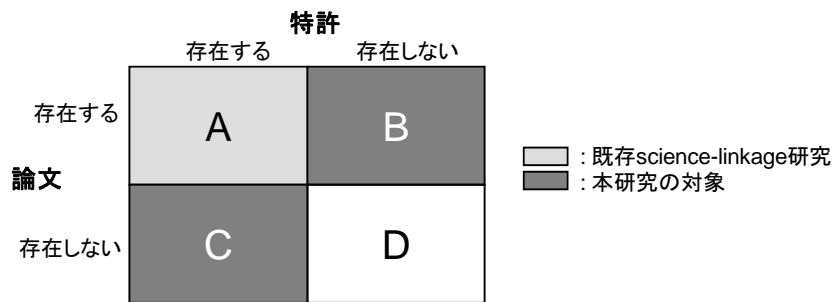 特許
存在する 存在しない
存在する A B
: 既存science-linkage研究
論文 : 本研究の対象
存在しない C D